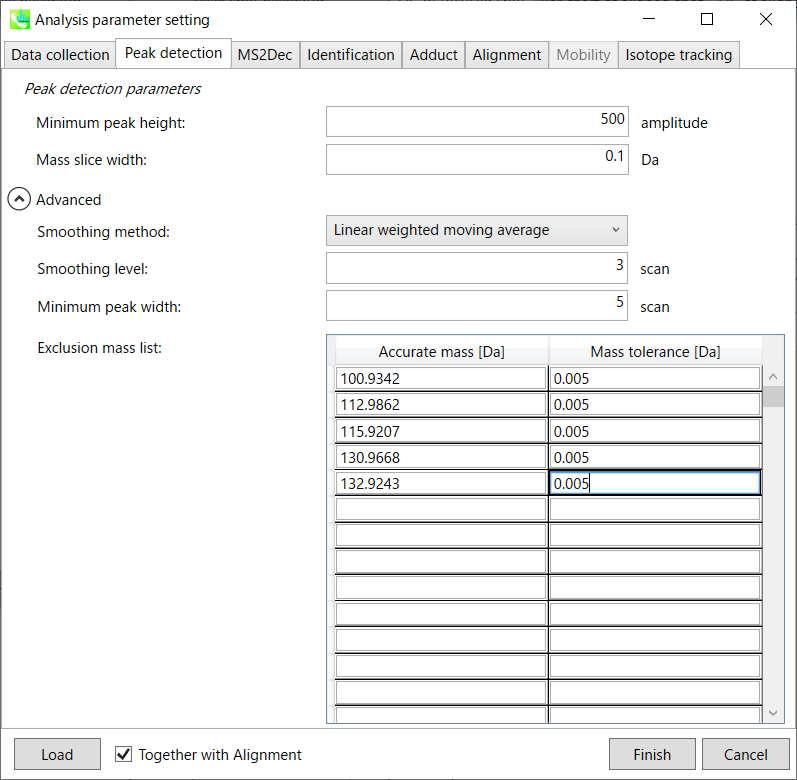 Analysis parameter setting
Data collection Peak detection MS2Dec Identification Adduct Alignment Mobility Isotope tracking
Peak detection parameters
Minimum peak height: 500 amplitude
Mass slice width: 0.1 Da
Advanced
Smoothing method: Linear weighted moving average
Smoothing level: 3 scan
Minimum peak width: 5 scan
Exclusion mass list: Accurate mass [Da] Mass tolerance [Da]
100.9342 0.005
112.9862 0.005
115.9207 0.005
130.9668 0.005
132.9243 0.005
Load Together with Alignment Finish Cancel